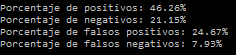 Porcentaje de positivos: 46.26%
Porcentaje de negativos: 21.15%
Porcentaje de falsos positivos: 24.67%
Porcentaje de falsos negativos: 7.93%